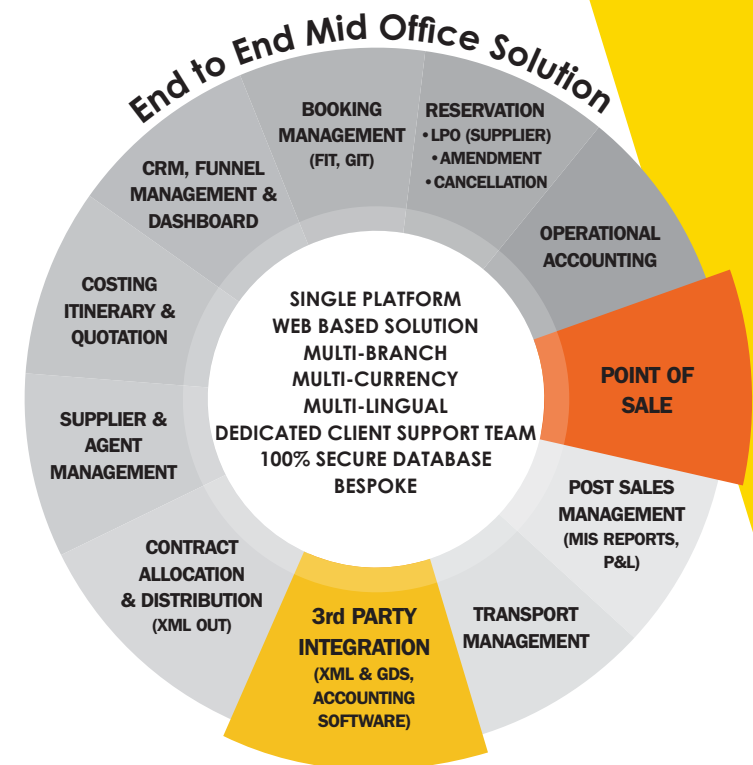 End to End Mid Office Solution
BOOKING
MANAGEMENT
(FIT, GIT)
RESERVATION
• LPO (SUPPLIER)
• AMENDMENT
• CANCELLATION
OPERATIONAL
ACCOUNTING
POINT OF
SALE
POST SALES
MANAGEMENT
(MIS REPORTS,
P&L)
TRANSPORT
MANAGEMENT
3rd PARTY
INTEGRATION
(XML & GDS,
ACCOUNTING
SOFTWARE)
CONTRACT
ALLOCATION
& DISTRIBUTION
(XML OUT)
SUPPLIER &
AGENT
MANAGEMENT
COSTING
ITINERARY &
QUOTATION
CRM, FUNNEL
MANAGEMENT &
DASHBOARD
SINGLE PLATFORM
WEB BASED SOLUTION
MULTI-BRANCH
MULTI-CURRENCY
MULTI-LINGUAL
DEDICATED CLIENT SUPPORT TEAM
100% SECURE DATABASE
BESPOKE